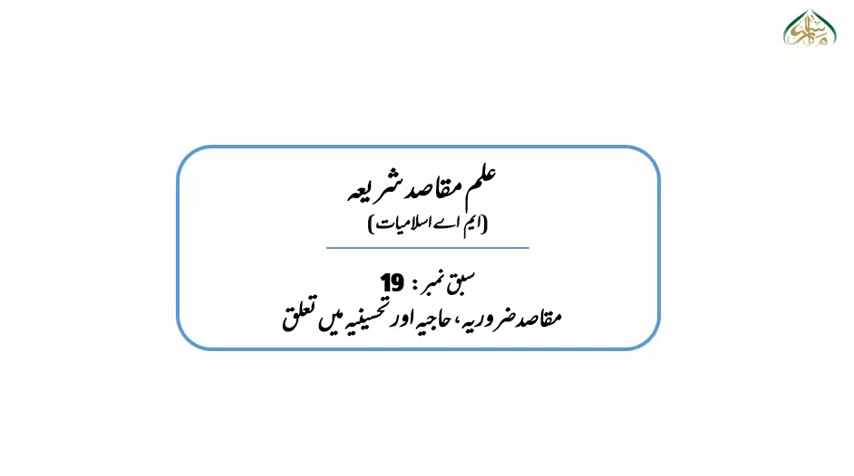 علم مقاصد شریعہ
(ایم اے اسلامیات)
سبق نمبر: 19
مقاصد ضروریہ، حاجیہ اور تحسینیہ میں تعلق